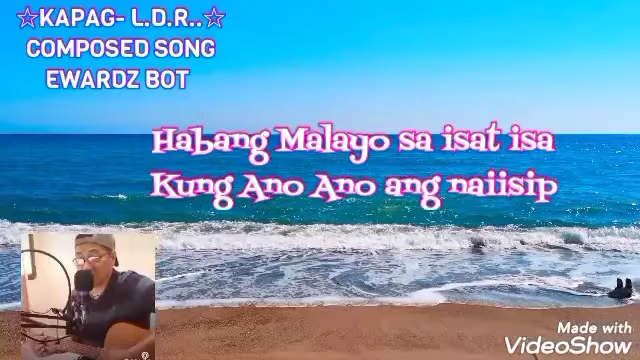 ☆KAPAG- L.D.R..☆
COMPOSED SONG
EWARDZ BOT
Habang Malayo sa isat isa
Kung Ano Ano ang naiisip
Made with
VideoShow